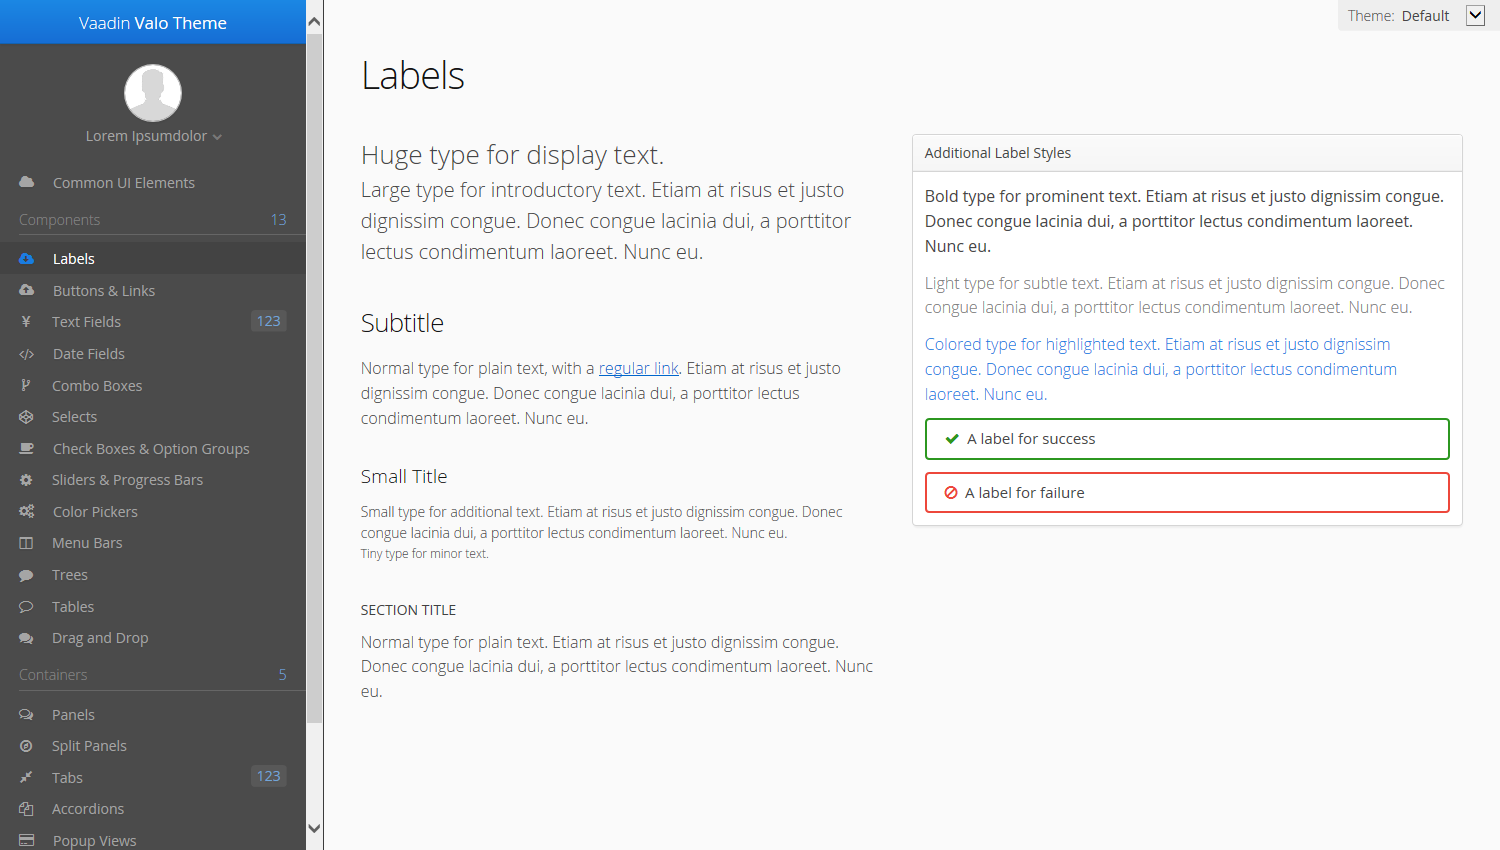 Vaadin Valo Theme
Lorem Ipsumdolor
Common UI Elements
Components 13
Labels
Buttons & Links
Text Fields 123
Date Fields
Combo Boxes
Selects
Check Boxes & Option Groups
Sliders & Progress Bars
Color Pickers
Menu Bars
Trees
Tables
Drag and Drop
Containers 5
Panels
Split Panels
Tabs 123
Accordions
Popup Views
Theme: Default
Labels
Huge type for display text.
Large type for introductory text. Etiam at risus et justo
dignissim congue. Donec congue lacinia dui, a porttitor
lectus condimentum laoreet. Nunc eu.
Subtitle
Normal type for plain text, with a regular link. Etiam at risus et justo
dignissim congue. Donec congue lacinia dui, a porttitor lectus
condimentum laoreet. Nunc eu.
Small Title
Small type for additional text. Etiam at risus et justo dignissim congue. Donec
congue lacinia dui, a porttitor lectus condimentum laoreet. Nunc eu.
Tiny type for minor text.
SECTION TITLE
Normal type for plain text. Etiam at risus et justo dignissim congue.
Donec congue lacinia dui, a porttitor lectus condimentum laoreet. Nunc
eu.
Additional Label Styles
Bold type for prominent text. Etiam at risus et justo dignissim congue.
Donec congue lacinia dui, a porttitor lectus condimentum laoreet.
Nunc eu.
Light type for subtle text. Etiam at risus et justo dignissim congue. Donec
congue lacinia dui, a porttitor lectus condimentum laoreet. Nunc eu.
Colored type for highlighted text. Etiam at risus et justo dignissim
congue. Donec congue lacinia dui, a porttitor lectus condimentum
laoreet. Nunc eu.
A label for success
A label for failure